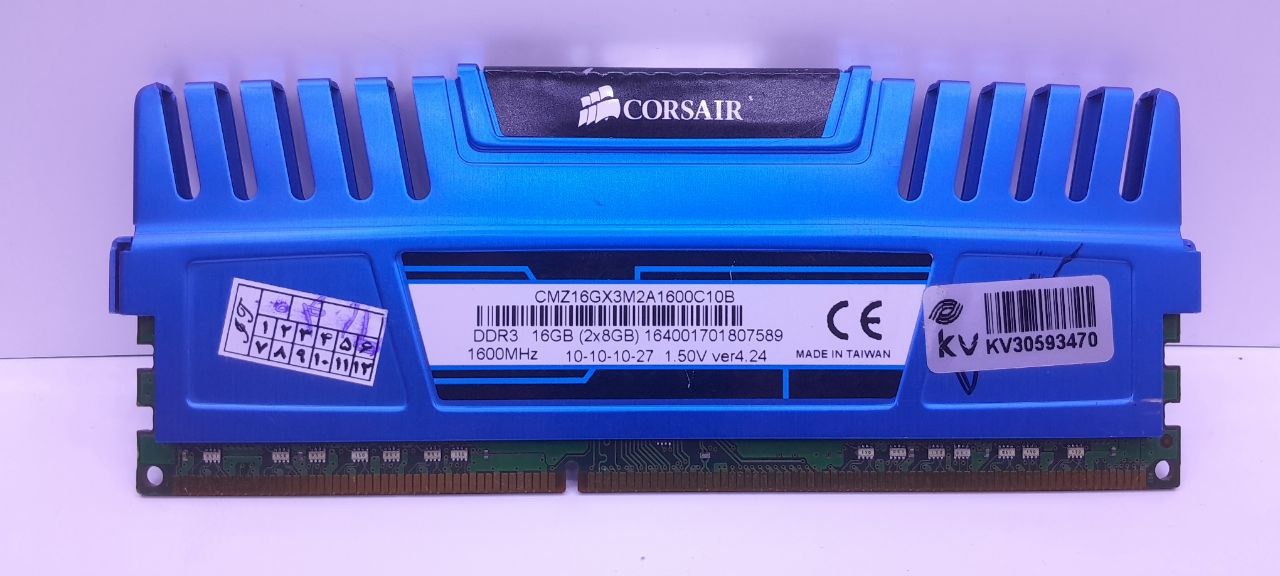 CORSAIR
CMZ16GX3M2A1600C10B
DDR3 16GB (2x8GB) 164001701807589
1600MHz 10-10-10-27 1.50V ver4.24
CE
MADE IN TAIWAN
۱ ۲ ۳ ۴ ۵ ۶
۷ ۸ ۹ ۱۰ ۱۱ ۱۲
KV KV30593470